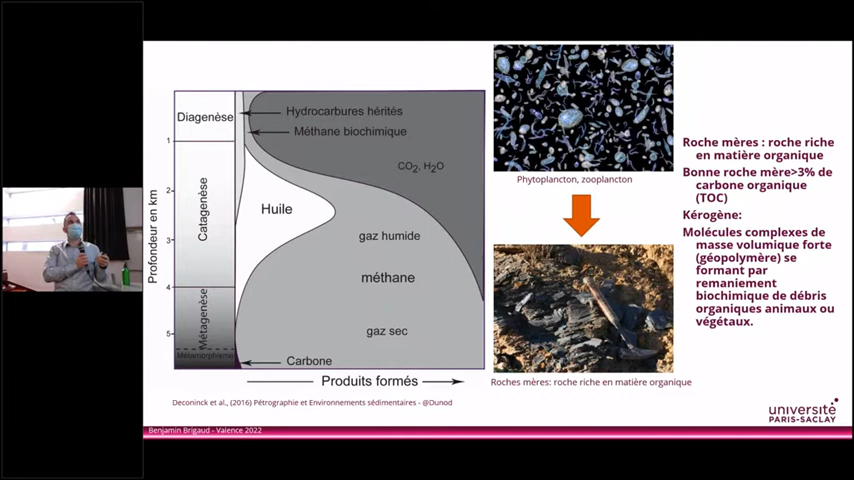 Diagenèse
Catagenèse
Métagenèse
Métamorphisme
Profondeur en km
1
2
3
4
5
Hydrocarbures hérités
Méthane biochimique
CO2, H2O
Huile
gaz humide
méthane
gaz sec
Carbone
Produits formés
Deconinck et al., (2016) Pétrographie et Environnements sédimentaires - @Dunod
Phytoplancton, zooplancton
Roches mères: roche riche en matière organique
Roche mères : roche riche
en matière organique
Bonne roche mère>3% de
carbone organique
(TOC)
Kérogène:
Molécules complexes de
masse volumique forte
(géopolymère) se
formant par
remaniement
biochimique de débris
organiques animaux ou
végétaux.
université
PARIS-SACLAY
Benjamin Brigaud - Valence 2022